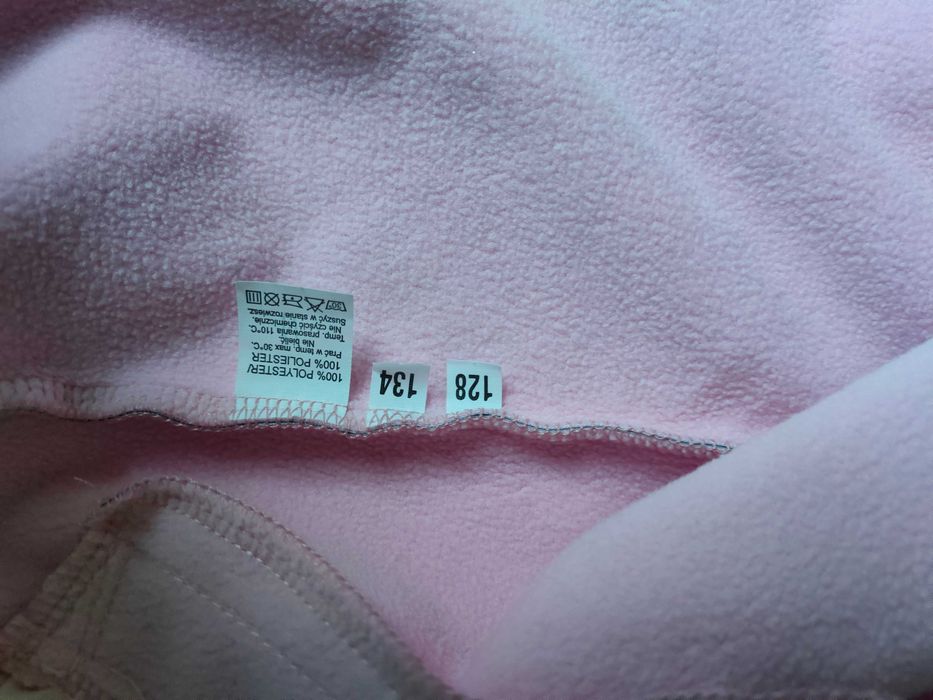 128
134
100% POLYESTER/
100% POLIESTER
Prać w temp. max 30°C.
Nie bielić.
Temp. prasowania 110°C.
Nie czyścić chemicznie.
Suszyć w stanie rozwiesz.
30°